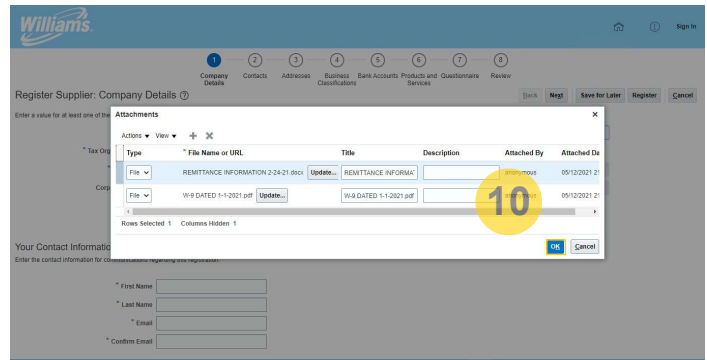 Williams.
Sign In
1 2 3 4 5 6 7 8
Company Details
Contacts
Addresses
Business Classifications
Bank Accounts
Products and Services
Questionnaire
Review
Register Supplier: Company Details
Back Next Save for Later Register Cancel
Enter a value for at least one of the
* Tax Org
*
Corp
Attachments
Actions View
Type * File Name or URL Title Description Attached By Attached Da
File REMITTANCE INFORMATION 2-24-21.docx Update... REMITTANCE INFORMAT anonymous 05/12/2021 21
File W-9 DATED 1-1-2021.pdf Update... W-9 DATED 1-1-2021.pdf anonymous 05/12/2021 21
10
Rows Selected 1 Columns Hidden 1
OK Cancel
Your Contact Informatio
Enter the contact information for communications regarding this registration.
* First Name
* Last Name
* Email
* Confirm Email